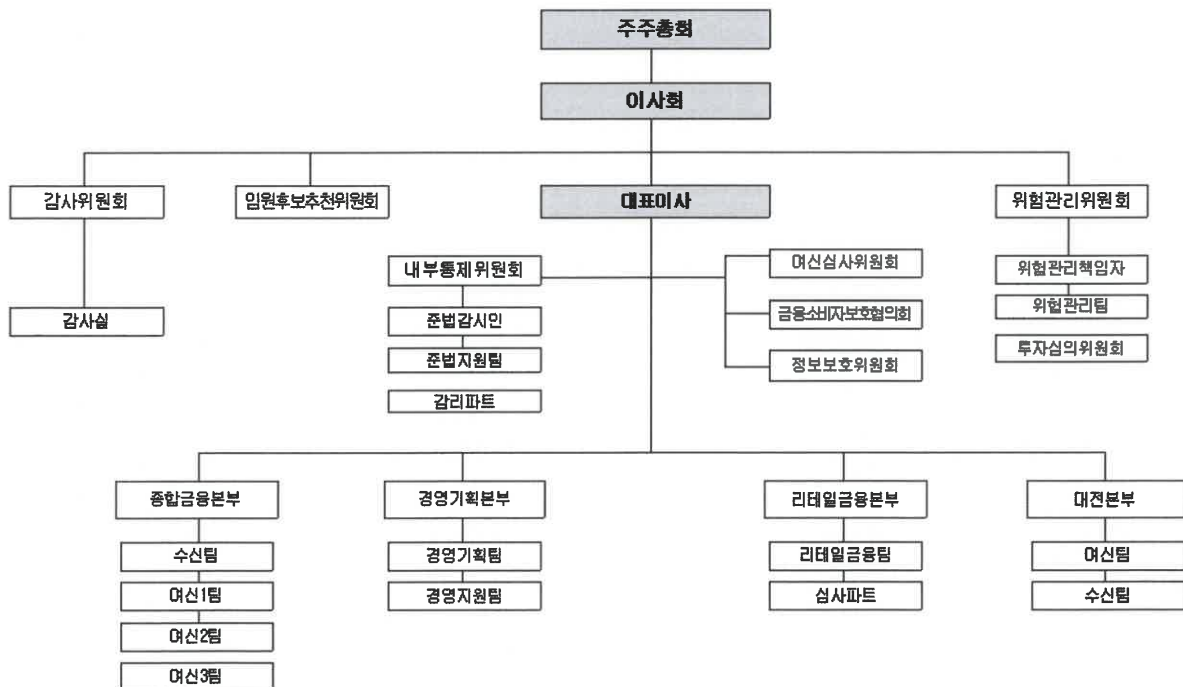 주주총회
이사회
감사위원회
임원후보추천위원회
대표이사
위험관리위원회
내부통제위원회
여신심사위원회
위험관리책임자
감사실
준법감시인
금융소비자보호협의회
위험관리팀
준법지원팀
정보보호위원회
투자심의위원회
감리파트
종합금융본부
경영기획본부
리테일금융본부
대전본부
수신팀
경영기획팀
리테일금융팀
여신팀
여신1팀
경영지원팀
심사파트
수신팀
여신2팀
여신3팀